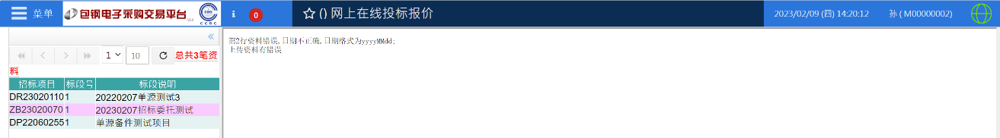 菜单 包钢电子采购交易平台 CCRC 0 () 网上在线投标报价 2023/02/09 (四) 14:20:12 孙 ( M00000002)
1 10 总共3笔资
料
招标项目 标段号 标段说明
DR23020110 1 20220207单源测试3
ZB23020070 1 20230207招标委托测试
DP22060255 1 单源备件测试项目
第2行资料错误,日期不正确,日期格式为yyyyMMdd;
上传资料有错误